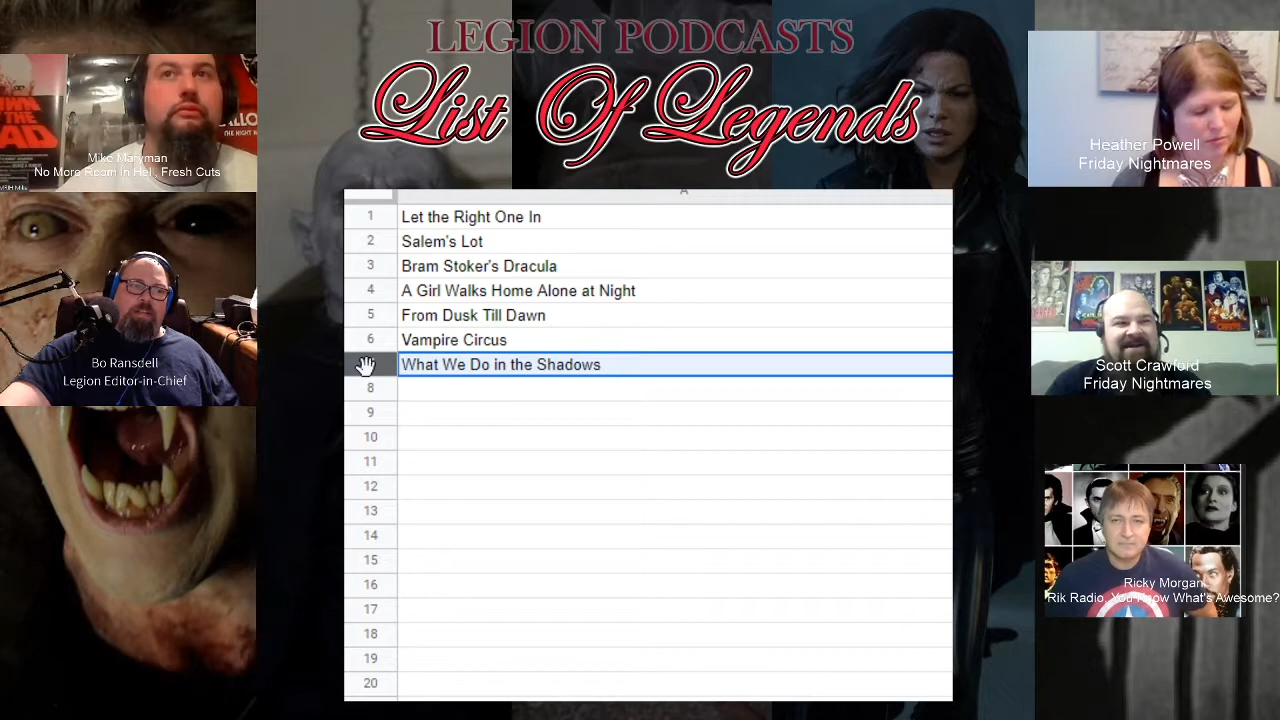 LEGION PODCASTS
List Of Legends
Mike Maryman
No More Room In Hell, Fresh Cuts
Bo Ransdell
Legion Editor-in-Chief
A
1 Let the Right One In
2 Salem's Lot
3 Bram Stoker's Dracula
4 A Girl Walks Home Alone at Night
5 From Dusk Till Dawn
6 Vampire Circus
7 What We Do in the Shadows
8
9
10
11
12
13
14
15
16
17
18
19
20
Heather Powell
Friday Nightmares
Scott Crawford
Friday Nightmares
Ricky Morgan
Rik Radio, You Know What's Awesome?